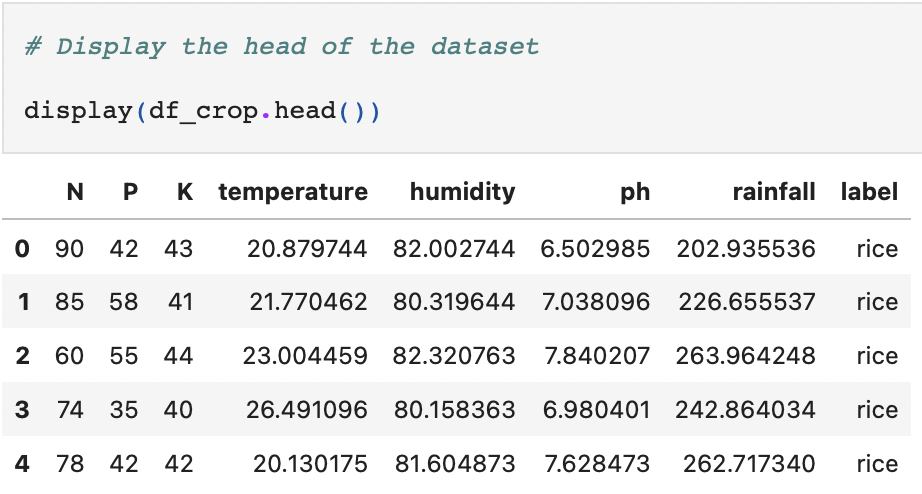 # Display the head of the dataset
display(df_crop.head())
N P K temperature humidity ph rainfall label
0 90 42 43 20.879744 82.002744 6.502985 202.935536 rice
1 85 58 41 21.770462 80.319644 7.038096 226.655537 rice
2 60 55 44 23.004459 82.320763 7.840207 263.964248 rice
3 74 35 40 26.491096 80.158363 6.980401 242.864034 rice
4 78 42 42 20.130175 81.604873 7.628473 262.717340 rice